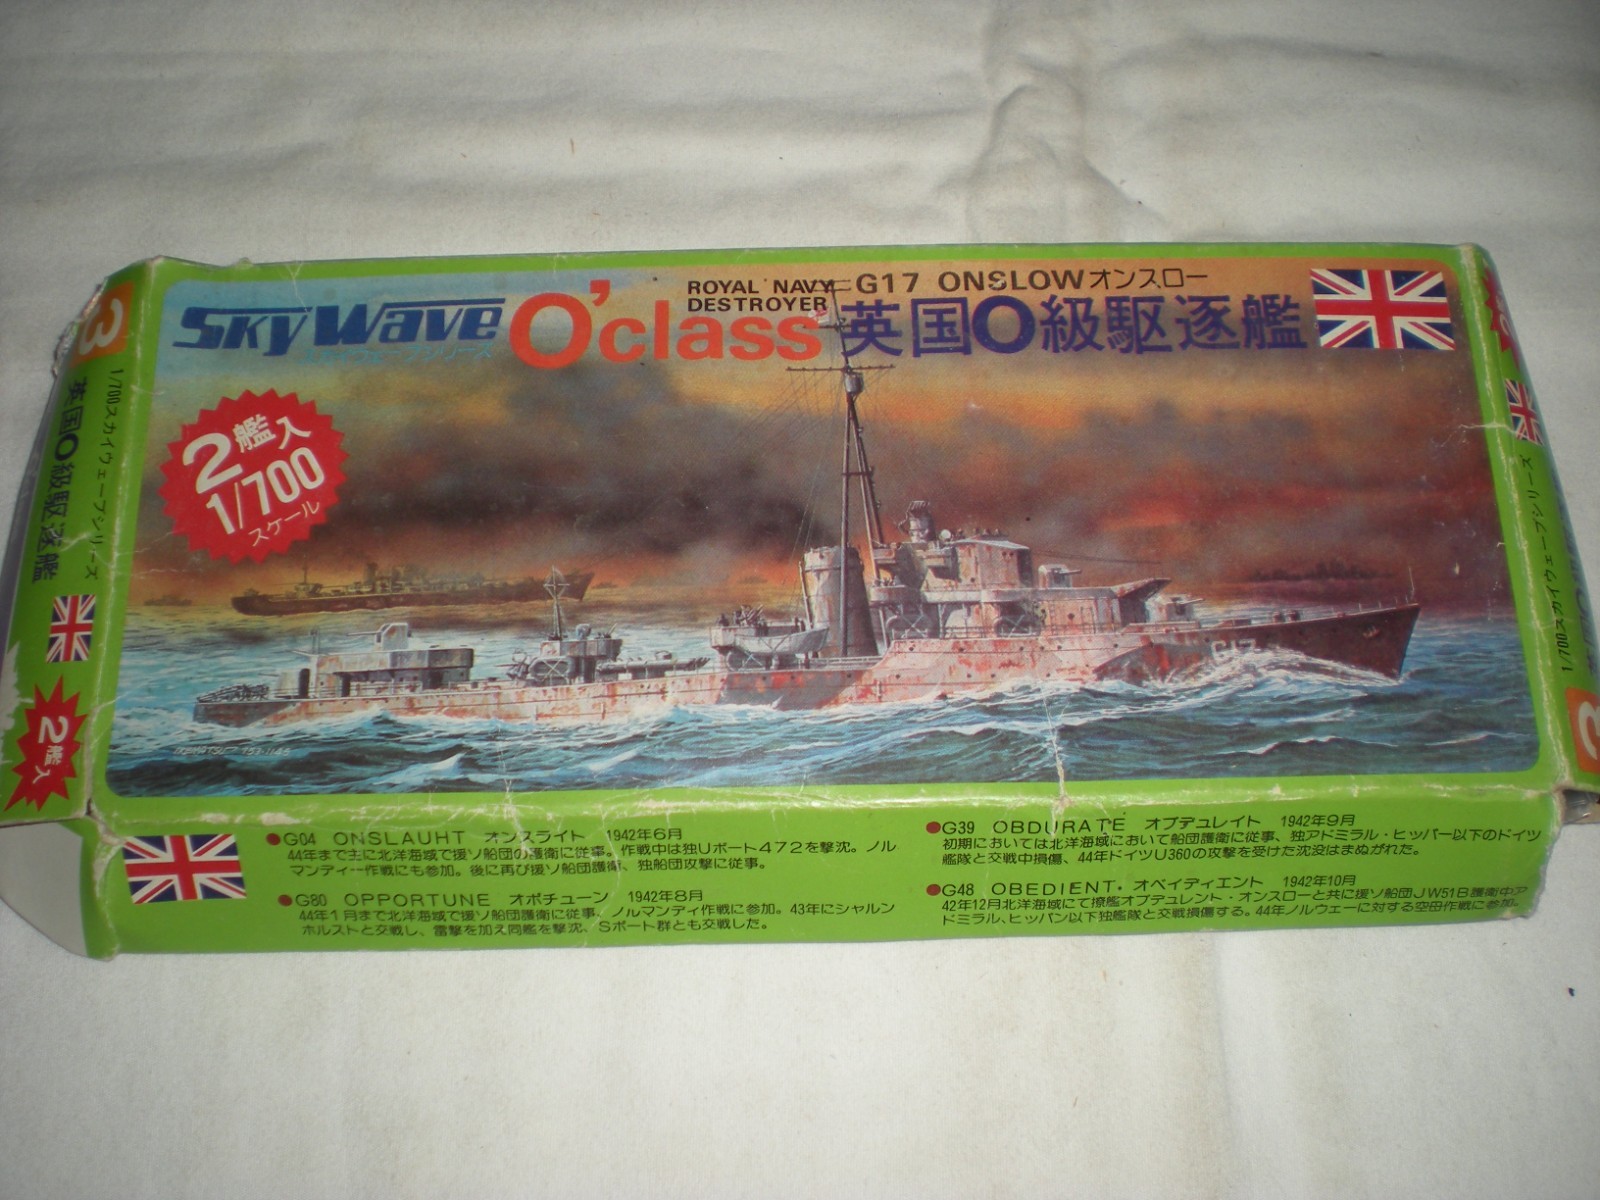 SKYWAVE
スカイウェーブシリーズ
O'class
ROYAL NAVY
DESTROYER
G17 ONSLOWオンスロー
英国O級駆逐艦
2艦入
1/700
スケール
G17
3
1/700スカイウェーブシリーズ
英国O級駆逐艦
2艦入
1/700スカイウェーブシリーズ
3
●G04 ONSLAUHT オンスライト 1942年6月
44年まで主に北洋海域で援ソ船団の護衛に従事。作戦中は独Uボート472を撃沈。ノル
マンディー作戦にも参加。後に再び援ソ船団護衛、独船団攻撃に従事。
●G80 OPPORTUNE オポチューン 1942年8月
44年1月まで北洋海域で援ソ船団護衛に従事、ノルマンディ作戦に参加。43年にシャルン
ホルストと交戦し、雷撃を加え同艦を撃沈、Sボート群とも交戦した。
●G39 OBDURATE オブデュレイト 1942年9月
初期においては北洋海域において船団護衛に従事、独アドミラル・ヒッパー以下のドイツ
艦隊と交戦中損傷、44年ドイツU360の攻撃を受けた沈没はまぬがれた。
●G48 OBEDIENT・オベイディエント 1942年10月
42年12月北洋海域にて撩艦オブデュレント・オンスローと共に援ソ船団JW51B護衛中ア
ドミラル、ヒッパン以下独艦隊と交戦損傷する。44年ノルウェーに対する空母作戦に参加。